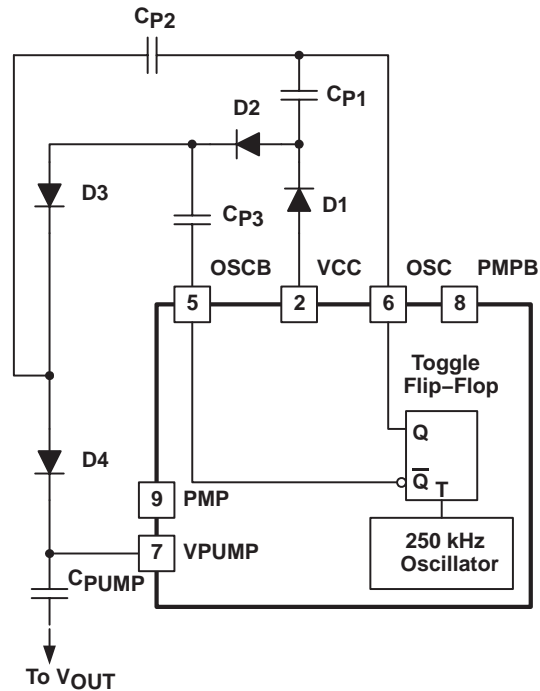 CP2
CP1
D2
D3
D1
CP3
OSCB
VCC
OSC
PMPB
5
2
6
8
Toggle
Flip–Flop
Q
Q̅
T
D4
9
PMP
7
VPUMP
250 kHz
Oscillator
CPUMP
To VOUT